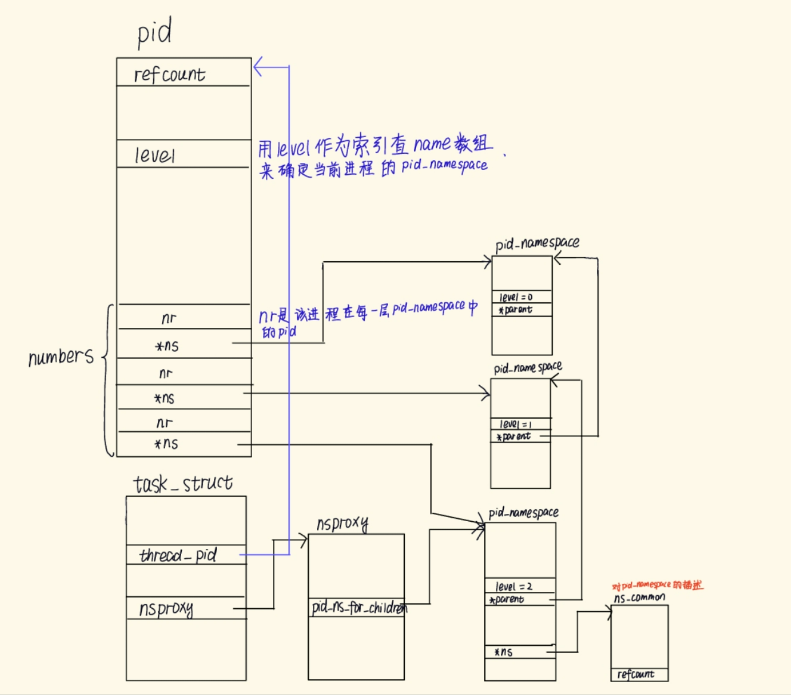 pid
refcount
level
用level作为索引查name数组.
来确定当前进程的pid_namespace
nr是该进程在每一层pid_namespace中
的pid
numbers
nr
*ns
nr
*ns
nr
*ns
pid_namespace
level=0
*parent
pid_namespace
level=1
*parent
task_struct
thread_pid
nsproxy
nsproxy
pid_ns_for_children
pid_namespace
level=2
*parent
*ns
对pid_namespace的描述
ns_common
refcount